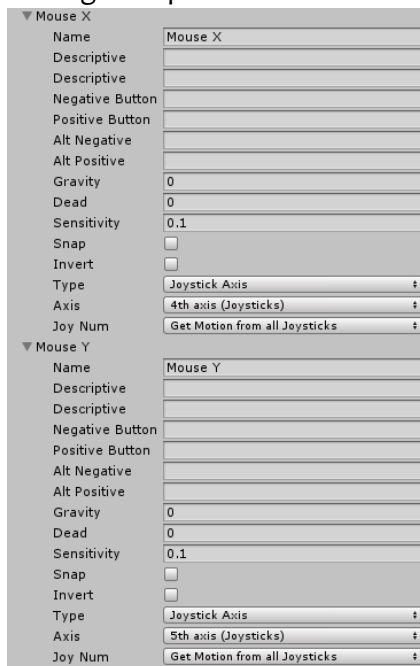 Mouse X
Name Mouse X
Descriptive
Descriptive
Negative Button
Positive Button
Alt Negative
Alt Positive
Gravity 0
Dead 0
Sensitivity 0.1
Snap
Invert
Type Joystick Axis
Axis 4th axis (Joysticks)
Joy Num Get Motion from all Joysticks
Mouse Y
Name Mouse Y
Descriptive
Descriptive
Negative Button
Positive Button
Alt Negative
Alt Positive
Gravity 0
Dead 0
Sensitivity 0.1
Snap
Invert
Type Joystick Axis
Axis 5th axis (Joysticks)
Joy Num Get Motion from all Joysticks